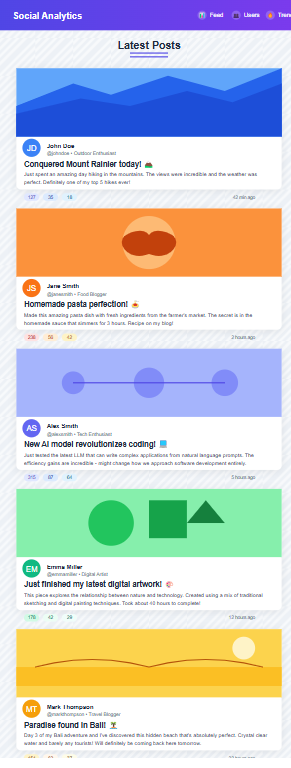 Social Analytics
Feed
Users
Latest Posts
JD
John Doe
@johndoe • Outdoor Enthusiast
Conquered Mount Rainier today!
Just spent an amazing day hiking in the mountains. The views were incredible and the weather was
perfect. Definitely one of my top 5 hikes ever!
127 35 18
43 min ago
JS
Jane Smith
@janesmith • Food Blogger
Homemade pasta perfection!
Made this amazing pasta dish with fresh ingredients from the farmer's market. The secret is in the
homemade sauce that simmers for 3 hours. Recipe on my blog!
2 hours ago
AS
Alex Smith
@alexsmith • Tech Enthusiast
New AI model revolutionizes coding!
Just tested the latest LLM that can write complex applications from natural language prompts. The
efficiency gains are incredible - might change how we approach software development entirely.
315 87 64
5 hours ago
EM
Emma Miller
@emmamiller • Digital Artist
Just finished my latest digital artwork!
This piece explores the relationship between nature and technology. Created using a mix of traditional
sketching and digital painting techniques. Took about 40 hours to complete!
178 42 29
12 hours ago
MT
Mark Thompson
@markthompson • Travel Blogger
Paradise found in Bali!
Day 3 of my Bali adventure and I've discovered this hidden beach that's absolutely perfect. Crystal clear
water and barely any tourists! Will definitely be coming back here tomorrow.